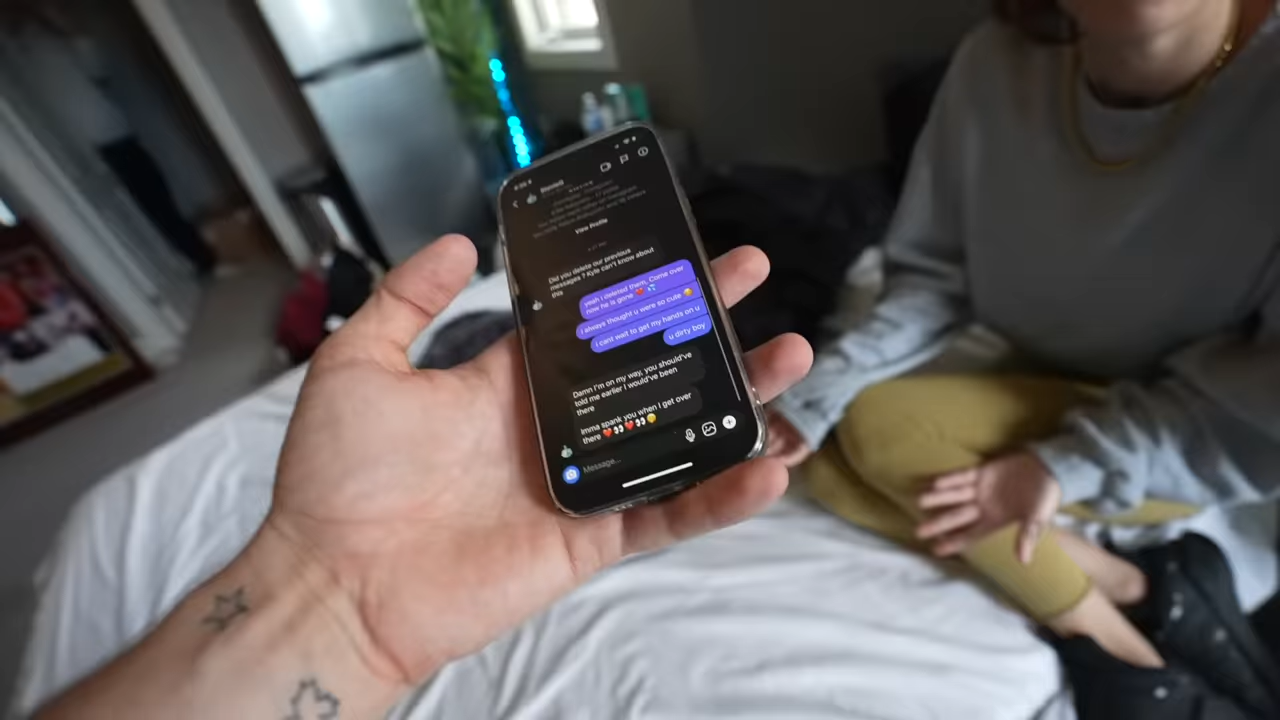 View Profile
Did you delete our previous
messages ? Kyle can't know about
this
yeah i deleted them. Come over
now he is gone ❤️ 💦
i always thought u were so cute 🥰
i cant wait to get my hands on u
u dirty boy
Damn I'm on my way, you should've
told me earlier I would've been
there
Imma spank you when I get over
there ❤️👀❤️👀😉
Message...